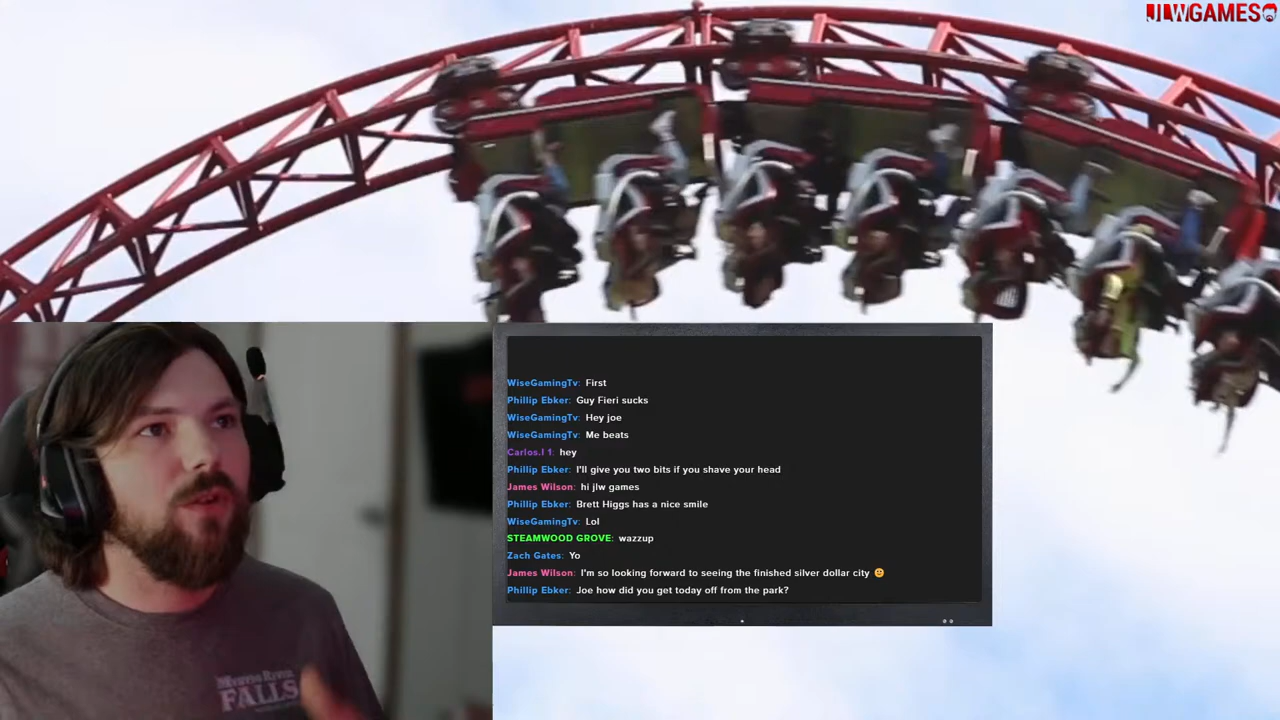 JLWGAMES
WiseGamingTv: First
Phillip Ebker: Guy Fieri sucks
WiseGamingTv: Hey joe
WiseGamingTv: Me beats
Carlos.I 1: hey
Phillip Ebker: I'll give you two bits if you shave your head
James Wilson: hi jlw games
Phillip Ebker: Brett Higgs has a nice smile
WiseGamingTv: Lol
STEAMWOOD GROVE: wazzup
Zach Gates: Yo
James Wilson: I'm so looking forward to seeing the finished silver dollar city 🙂
Phillip Ebker: Joe how did you get today off from the park?
FALLS